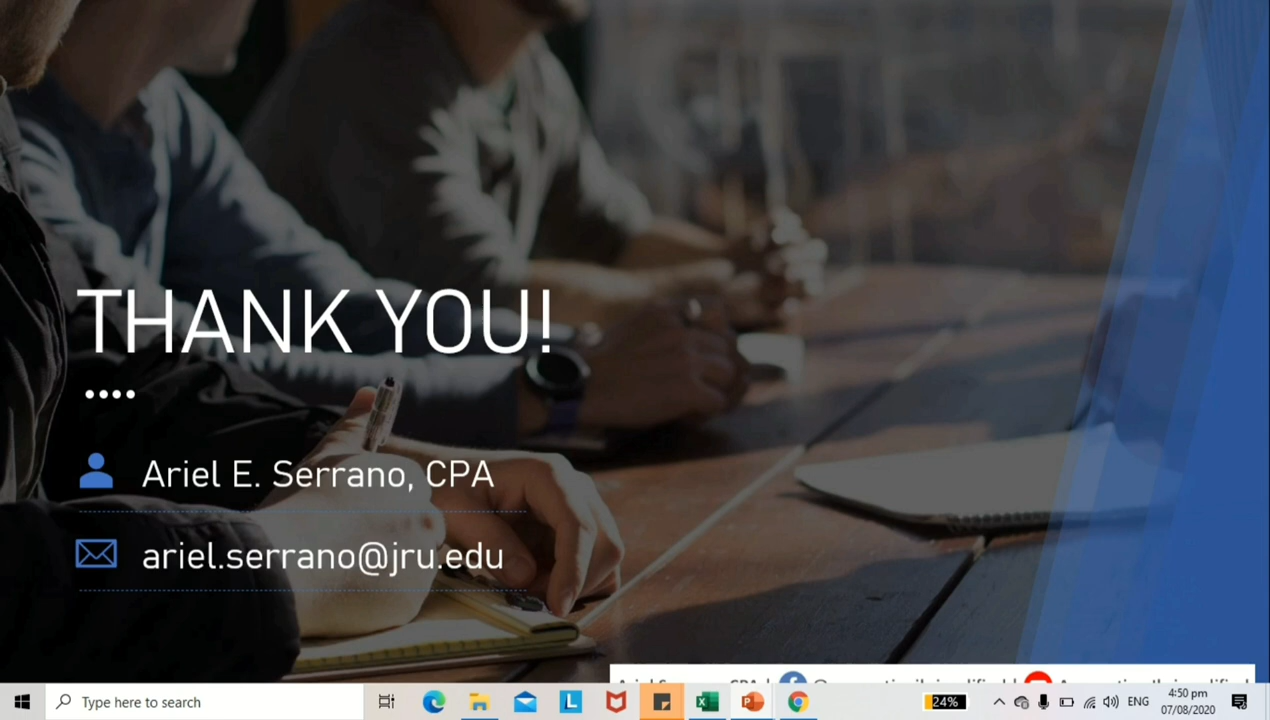 THANK YOU!
Ariel E. Serrano, CPA
ariel.serrano@jru.edu
Type here to search
24%
ENG
4:50 pm
07/08/2020